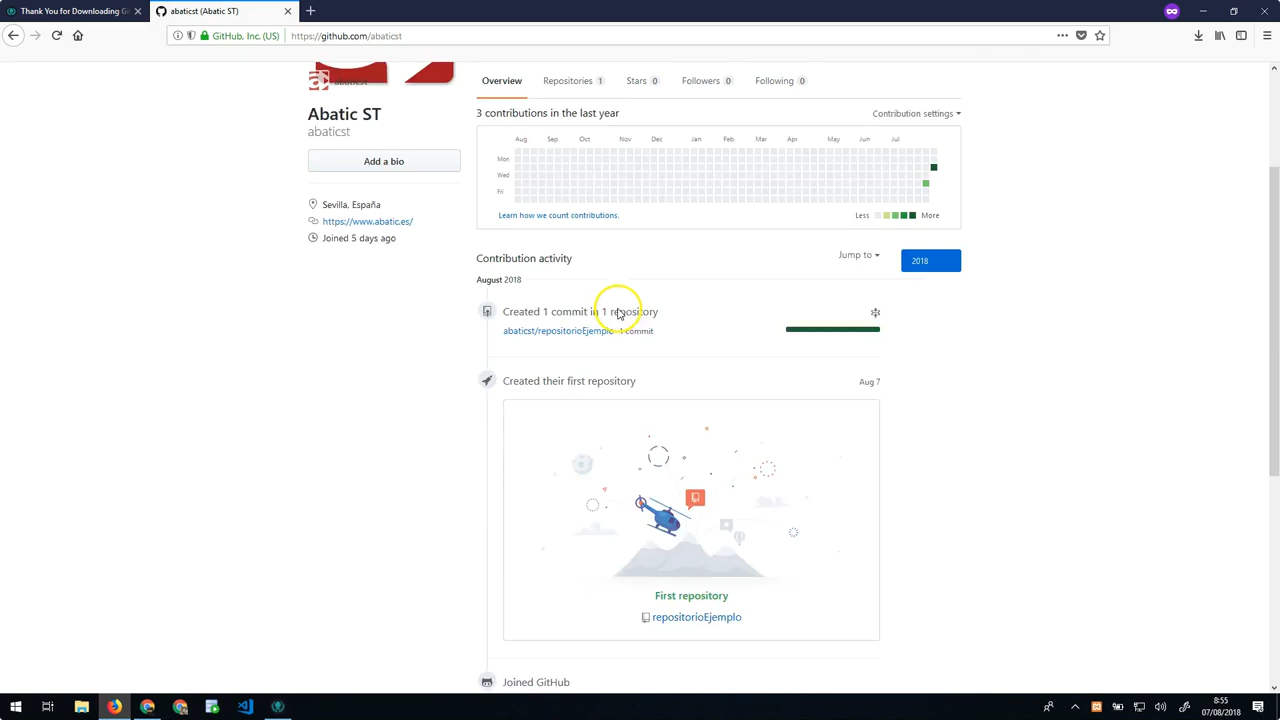 Thank You for Downloading Gi
abaticst (Abatic ST)
GitHub, Inc. (US)
https://github.com/abaticst
abaticst
Abatic ST
abaticst
Add a bio
Sevilla, España
https://www.abatic.es/
Joined 5 days ago
Overview
Repositories 1
Stars 0
Followers 0
Following 0
3 contributions in the last year
Contribution settings
Aug Sep Oct Nov Dec Jan Feb Mar Apr May Jun Jul
Mon
Wed
Fri
Learn how we count contributions.
Less
More
Contribution activity
Jump to
2018
August 2018
Created 1 commit in 1 repository
abaticst/repositorioEjemplo 1 commit
Created their first repository
Aug 7
First repository
repositorioEjemplo
Joined GitHub
8:55
07/08/2018